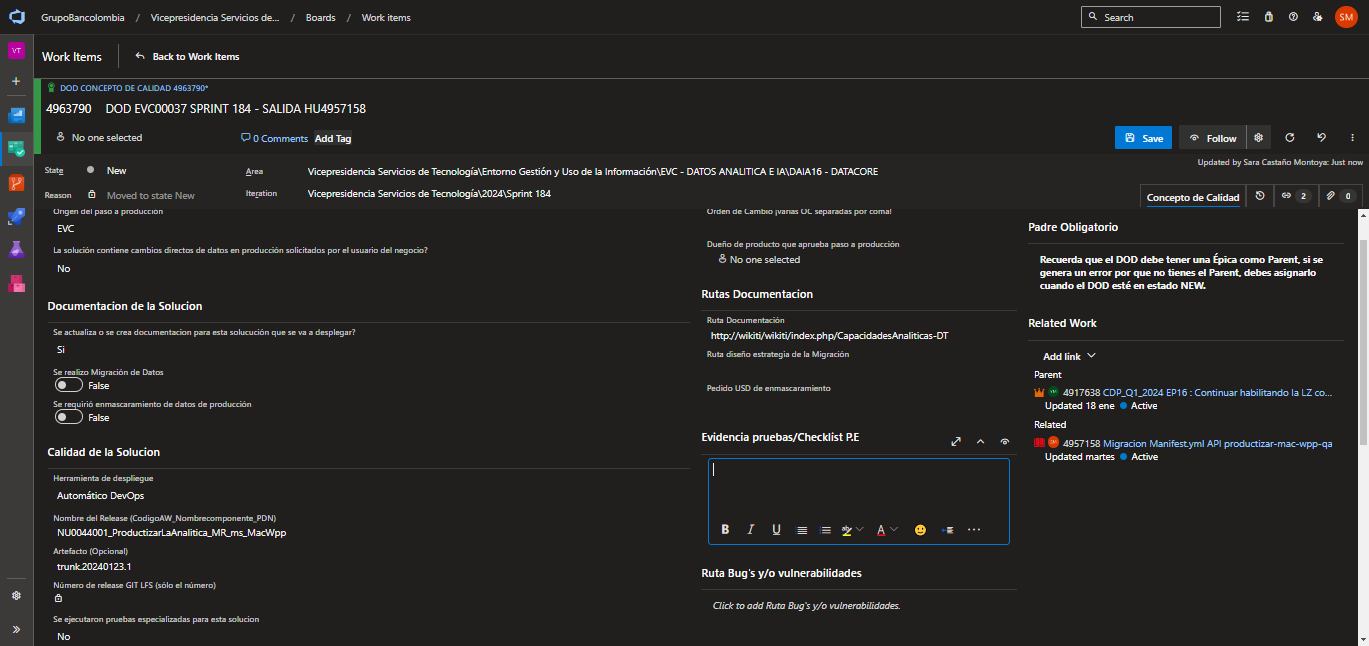 GrupoBancolombia / Vicepresidencia Servicios de... / Boards / Work items
Search
SM
VT
Work Items
Back to Work Items
DOD CONCEPTO DE CALIDAD 4963790*
4963790 DOD EVC00037 SPRINT 184 - SALIDA HU4957158
No one selected
0 Comments
Add Tag
Save
Follow
Updated by Sara Castaño Montoya: Just now
State New
Area Vicepresidencia Servicios de Tecnología\Entorno Gestión y Uso de la Información\EVC - DATOS ANALITICA E IA\DAIA16 - DATACORE
Reason Moved to state New
Iteration Vicepresidencia Servicios de Tecnología\2024\Sprint 184
Concepto de Calidad
2
0
Origen del paso a producción
EVC
La solución contiene cambios directos de datos en producción solicitados por el usuario del negocio?
No
Documentacion de la Solucion
Se actualiza o se crea documentacion para esta solucución que se va a desplegar?
Si
Se realizo Migración de Datos
False
Se requirió enmascaramiento de datos de producción
False
Calidad de la Solucion
Herramienta de despliegue
Automático DevOps
Nombre del Release (CodigoAW_Nombrecomponente_PDN)
NU0044001_ProductizarLaAnalitica_MR_ms_MacWpp
Artefacto (Opcional)
trunk.20240123.1
Número de release GIT LFS (sólo el número)
Se ejecutaron pruebas especializadas para esta solucion
No
Orden de Cambio ¡varias OC separadas por coma!
Dueño de producto que aprueba paso a producción
No one selected
Rutas Documentacion
Ruta Documentación
http://wikiti/wikiti/index.php/CapacidadesAnaliticas-DT
Ruta diseño estrategia de la Migración
Pedido USD de enmascaramiento
Evidencia pruebas/Checklist P.E
B I U
A
Ruta Bug's y/o vulnerabilidades
Click to add Ruta Bug's y/o vulnerabilidades.
Padre Obligatorio
Recuerda que el DOD debe tener una Épica como Parent, si se
genera un error por que no tienes el Parent, debes asignarlo
cuando el DOD esté en estado NEW.
Related Work
Add link
Parent
4917638 CDP_Q1_2024 EP16 : Continuar habilitando la LZ co...
Updated 18 ene Active
Related
4957158 Migracion Manifest.yml API productizar-mac-wpp-qa
Updated martes Active